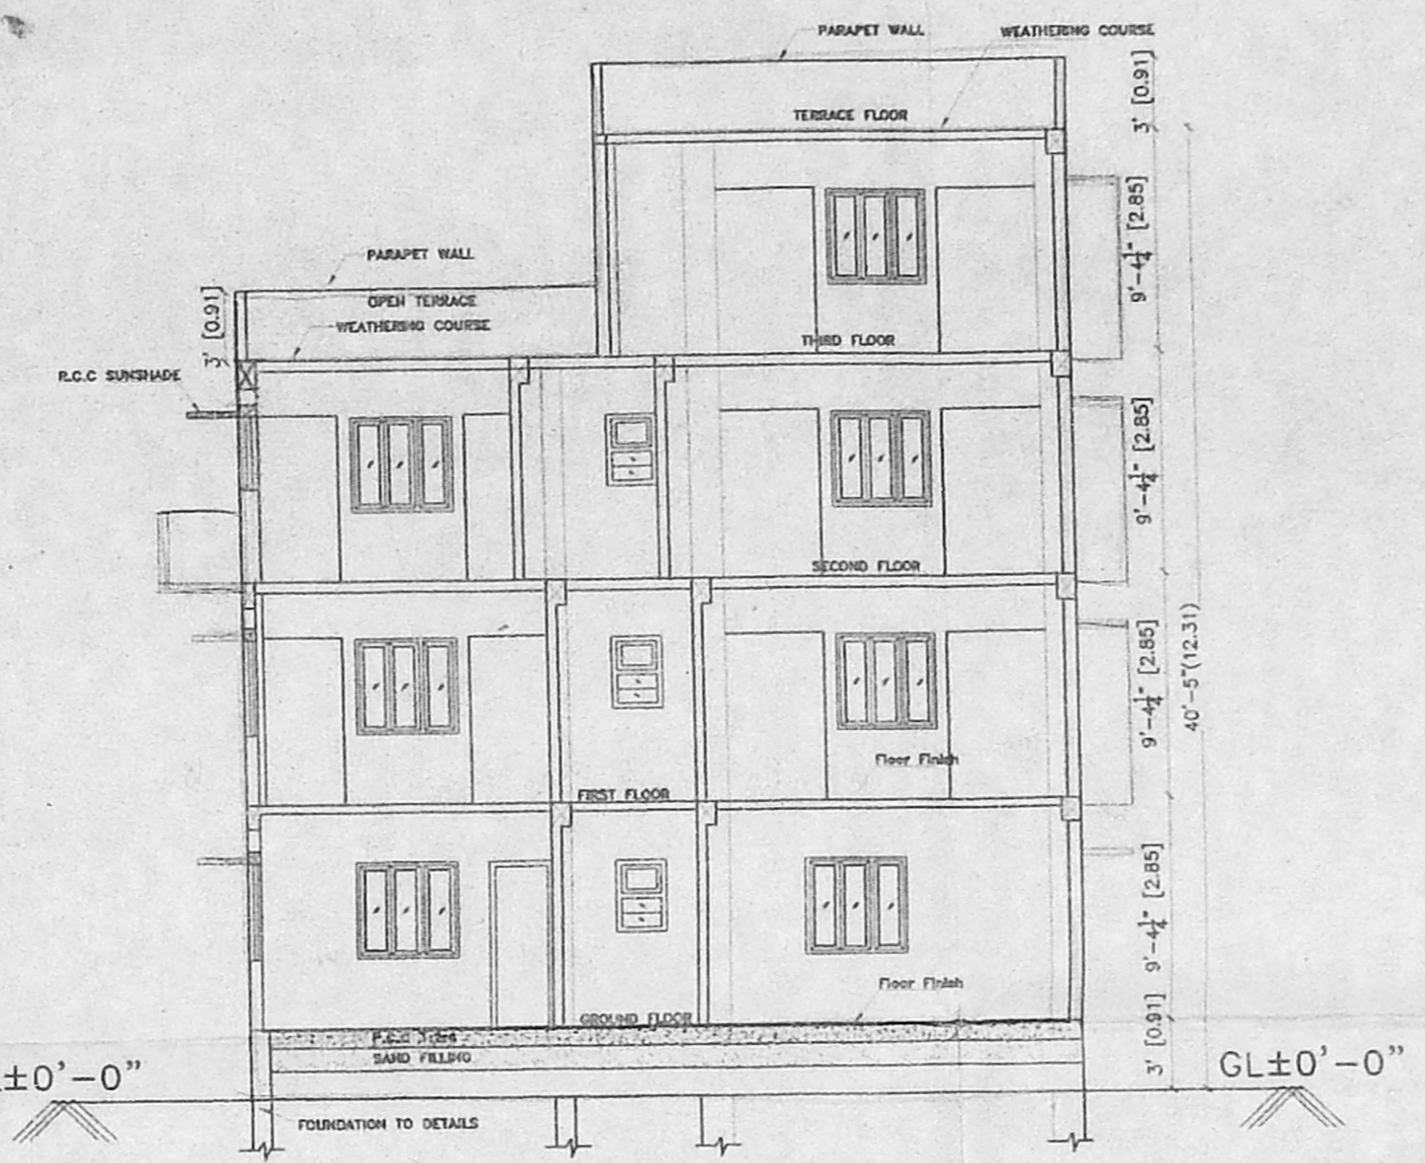 PARAPET WALL
WEATHERING COURSE
3' [0.91]
TERRACE FLOOR
9'-4¼" [2.85]
PARAPET WALL
OPEN TERRACE
WEATHERING COURSE
3' [0.91]
THIRD FLOOR
R.C.C SUNSHADE
9'-4¼" [2.85]
SECOND FLOOR
9'-4¼" [2.85]
40'-5"(12.31)
Floor Finish
FIRST FLOOR
9'-4¼" [2.85]
Floor Finish
GROUND FLOOR
3' [0.91]
P.C.C
SAND FILLING
±0'-0"
GL±0'-0"
FOUNDATION TO DETAILS